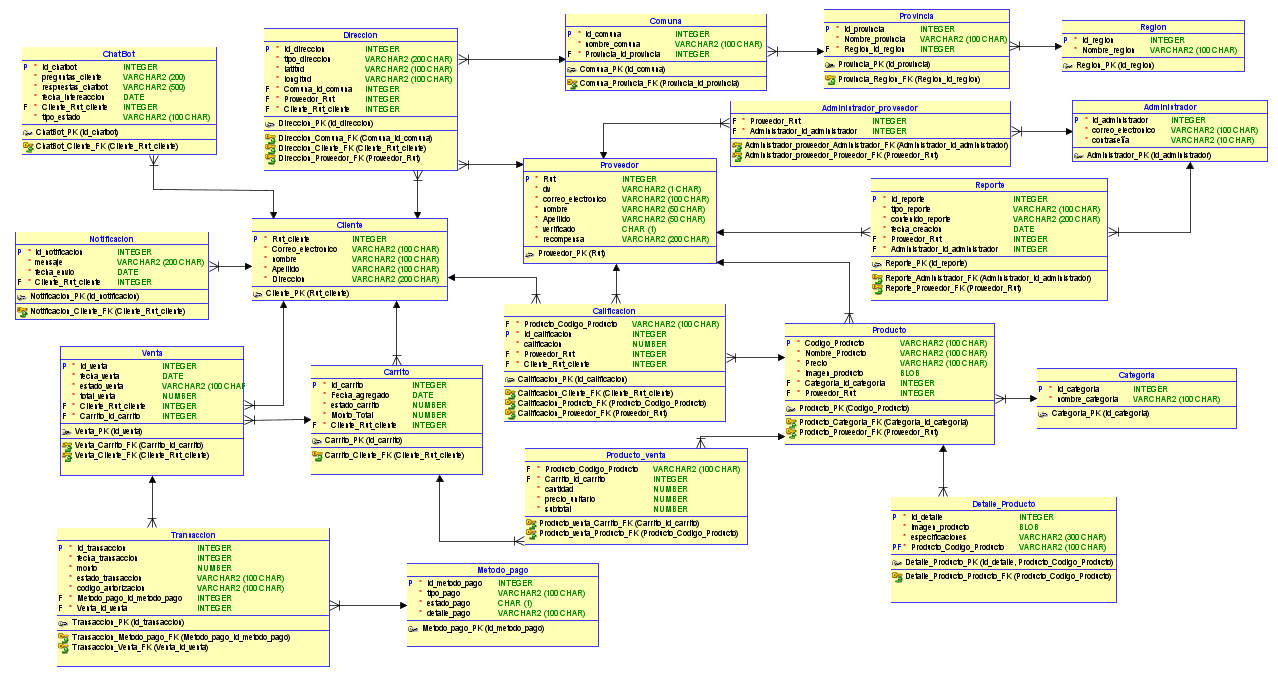 ChatBot
P * id_chatbot INTEGER
* preguntas_cliente VARCHAR2 (200)
* respuestas_chatbot VARCHAR2 (500)
* fecha_intereaccion DATE
F * Cliente_Rut_cliente INTEGER
* tipo_estado VARCHAR2 (100 CHAR)
ChatBot_PK (id_chatbot)
ChatBot_Cliente_FK (Cliente_Rut_cliente)
Direccion
P * id_direccion INTEGER
* tipo_direccion VARCHAR2 (200 CHAR)
* latitud VARCHAR2 (100 CHAR)
* longitud VARCHAR2 (100 CHAR)
F * Comuna_id_comuna INTEGER
F * Proveedor_Rut INTEGER
F * Cliente_Rut_cliente INTEGER
Direccion_PK (id_direccion)
Direccion_Comuna_FK (Comuna_id_comuna)
Direccion_Cliente_FK (Cliente_Rut_cliente)
Direccion_Proveedor_FK (Proveedor_Rut)
Comuna
P * id_comuna INTEGER
* nombre_comuna VARCHAR2 (100 CHAR)
F * Provincia_id_provincia INTEGER
Comuna_PK (id_comuna)
Comuna_Provincia_FK (Provincia_id_provincia)
Provincia
P * id_provincia INTEGER
* Nombre_provincia VARCHAR2 (100 CHAR)
F * Region_id_region INTEGER
Provincia_PK (id_provincia)
Provincia_Region_FK (Region_id_region)
Region
P * id_region INTEGER
* Nombre_region VARCHAR2 (100 CHAR)
Region_PK (id_region)
Administrador_proveedor
F * Proveedor_Rut INTEGER
F * Administrador_id_administrador INTEGER
Administrador_proveedor_Administrador_FK (Administrador_id_administrador)
Administrador_proveedor_Proveedor_FK (Proveedor_Rut)
Administrador
P * id_administrador INTEGER
* correo_electronico VARCHAR2 (100 CHAR)
* contraseña VARCHAR2 (10 CHAR)
Administrador_PK (id_administrador)
Proveedor
P * Rut INTEGER
* dv VARCHAR2 (1 CHAR)
* correo_electronico VARCHAR2 (100 CHAR)
* nombre VARCHAR2 (50 CHAR)
* Apellido VARCHAR2 (50 CHAR)
* verificado CHAR (1)
* recompensa VARCHAR2 (200 CHAR)
Proveedor_PK (Rut)
Reporte
P * id_reporte INTEGER
* tipo_reporte VARCHAR2 (100 CHAR)
* contenido_reporte VARCHAR2 (200 CHAR)
* fecha_creacion DATE
F * Proveedor_Rut INTEGER
F * Administrador_id_administrador INTEGER
Reporte_PK (id_reporte)
Reporte_Administrador_FK (Administrador_id_administrador)
Reporte_Proveedor_FK (Proveedor_Rut)
Notificacion
P * id_notificacion INTEGER
* mensaje VARCHAR2 (200 CHAR)
* fecha_envio DATE
F * Cliente_Rut_cliente INTEGER
Notificacion_PK (id_notificacion)
Notificacion_Cliente_FK (Cliente_Rut_cliente)
Cliente
P * Rut_cliente INTEGER
* Correo_electronico VARCHAR2 (100 CHAR)
* nombre VARCHAR2 (100 CHAR)
* Apellido VARCHAR2 (100 CHAR)
* Direccion VARCHAR2 (200 CHAR)
Cliente_PK (Rut_cliente)
Calificacion
F * Producto_Codigo_Producto VARCHAR2 (100 CHAR)
P * id_calificacion INTEGER
* calificacion NUMBER
F * Proveedor_Rut INTEGER
F * Cliente_Rut_cliente INTEGER
Calificacion_PK (id_calificacion)
Calificacion_Cliente_FK (Cliente_Rut_cliente)
Calificacion_Producto_FK (Producto_Codigo_Producto)
Calificacion_Proveedor_FK (Proveedor_Rut)
Producto
P * Codigo_Producto VARCHAR2 (100 CHAR)
* Nombre_Producto VARCHAR2 (100 CHAR)
* Precio VARCHAR2 (100 CHAR)
* Imagen_producto BLOB
F * Categoria_id_categoria INTEGER
F * Proveedor_Rut INTEGER
Producto_PK (Codigo_Producto)
Producto_Categoria_FK (Categoria_id_categoria)
Producto_Proveedor_FK (Proveedor_Rut)
Categoria
P * id_categoria INTEGER
* nombre_categoria VARCHAR2 (100 CHAR)
Categoria_PK (id_categoria)
Venta
P * id_venta INTEGER
* fecha_venta DATE
* estado_venta VARCHAR2 (100 CHAR
* total_venta NUMBER
F * Cliente_Rut_cliente INTEGER
F * Carrito_id_carrito INTEGER
Venta_PK (id_venta)
Venta_Carrito_FK (Carrito_id_carrito)
Venta_Cliente_FK (Cliente_Rut_cliente)
Carrito
P * id_carrito INTEGER
* Fecha_agregado DATE
* estado_carrito NUMBER
* Monto_Total NUMBER
F * Cliente_Rut_cliente INTEGER
Carrito_PK (id_carrito)
Carrito_Cliente_FK (Cliente_Rut_cliente)
Producto_venta
F * Producto_Codigo_Producto VARCHAR2 (100 CHAR)
F * Carrito_id_carrito INTEGER
* cantidad NUMBER
* precio_unitario NUMBER
* subtotal NUMBER
Producto_venta_Carrito_FK (Carrito_id_carrito)
Producto_venta_Producto_FK (Producto_Codigo_Producto)
Detalle_Producto
P * id_detalle INTEGER
* Imagen_producto BLOB
* especificaciones VARCHAR2 (300 CHAR)
PF * Producto_Codigo_Producto VARCHAR2 (100 CHAR)
Detalle_Producto_PK (id_detalle, Producto_Codigo_Producto)
Detalle_Producto_Producto_FK (Producto_Codigo_Producto)
Transaccion
P * id_transaccion INTEGER
* fecha_transaccion INTEGER
* monto NUMBER
* estado_transaccion VARCHAR2 (100 CHAR)
* codigo_autorizacion VARCHAR2 (100 CHAR)
F * Metodo_pago_id_metodo_pago INTEGER
F * Venta_id_venta INTEGER
Transaccion_PK (id_transaccion)
Transaccion_Metodo_pago_FK (Metodo_pago_id_metodo_pago)
Transaccion_Venta_FK (Venta_id_venta)
Metodo_pago
P * id_metodo_pago INTEGER
* tipo_pago VARCHAR2 (100 CHAR)
* estado_pago CHAR (1)
* detalle_pago VARCHAR2 (100 CHAR)
Metodo_pago_PK (id_metodo_pago)